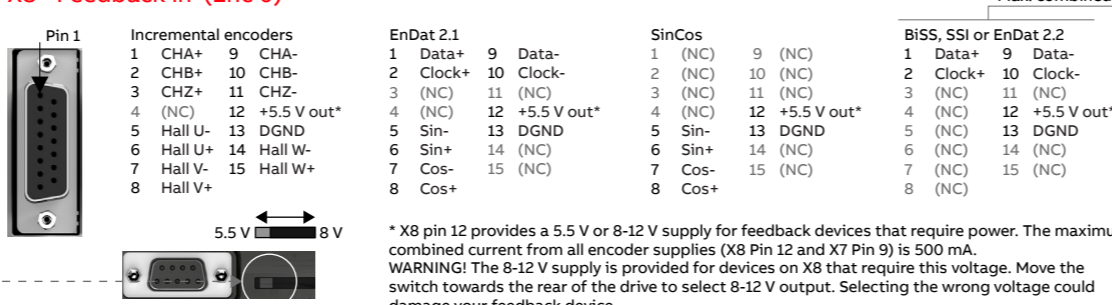 Pin 1
Incremental encoders
1 CHA+ 9 CHA-
2 CHB+ 10 CHB-
3 CHZ+ 11 CHZ-
4 (NC) 12 +5.5 V out*
5 Hall U- 13 DGND
6 Hall U+ 14 Hall W-
7 Hall V- 15 Hall W+
8 Hall V+
EnDat 2.1
1 Data+ 9 Data-
2 Clock+ 10 Clock-
3 (NC) 11 (NC)
4 (NC) 12 +5.5 V out*
5 Sin- 13 DGND
6 Sin+ 14 (NC)
7 Cos- 15 (NC)
8 Cos+
SinCos
1 (NC) 9 (NC)
2 (NC) 10 (NC)
3 (NC) 11 (NC)
4 (NC) 12 +5.5 V out*
5 Sin- 13 DGND
6 Sin+ 14 (NC)
7 Cos- 15 (NC)
8 Cos+
BiSS, SSI or EnDat 2.2
1 Data+ 9 Data-
2 Clock+ 10 Clock-
3 (NC) 11 (NC)
4 (NC) 12 +5.5 V out*
5 (NC) 13 DGND
6 (NC) 14 (NC)
7 (NC) 15 (NC)
8 (NC)
5.5 V 8 V
* X8 pin 12 provides a 5.5 V or 8-12 V supply for feedback devices that require power. The maximu
combined current from all encoder supplies (X8 Pin 12 and X7 Pin 9) is 500 mA.
WARNING! The 8-12 V supply is provided for devices on X8 that require this voltage. Move the
switch towards the rear of the drive to select 8-12 V output. Selecting the wrong voltage could
damage your feedback device